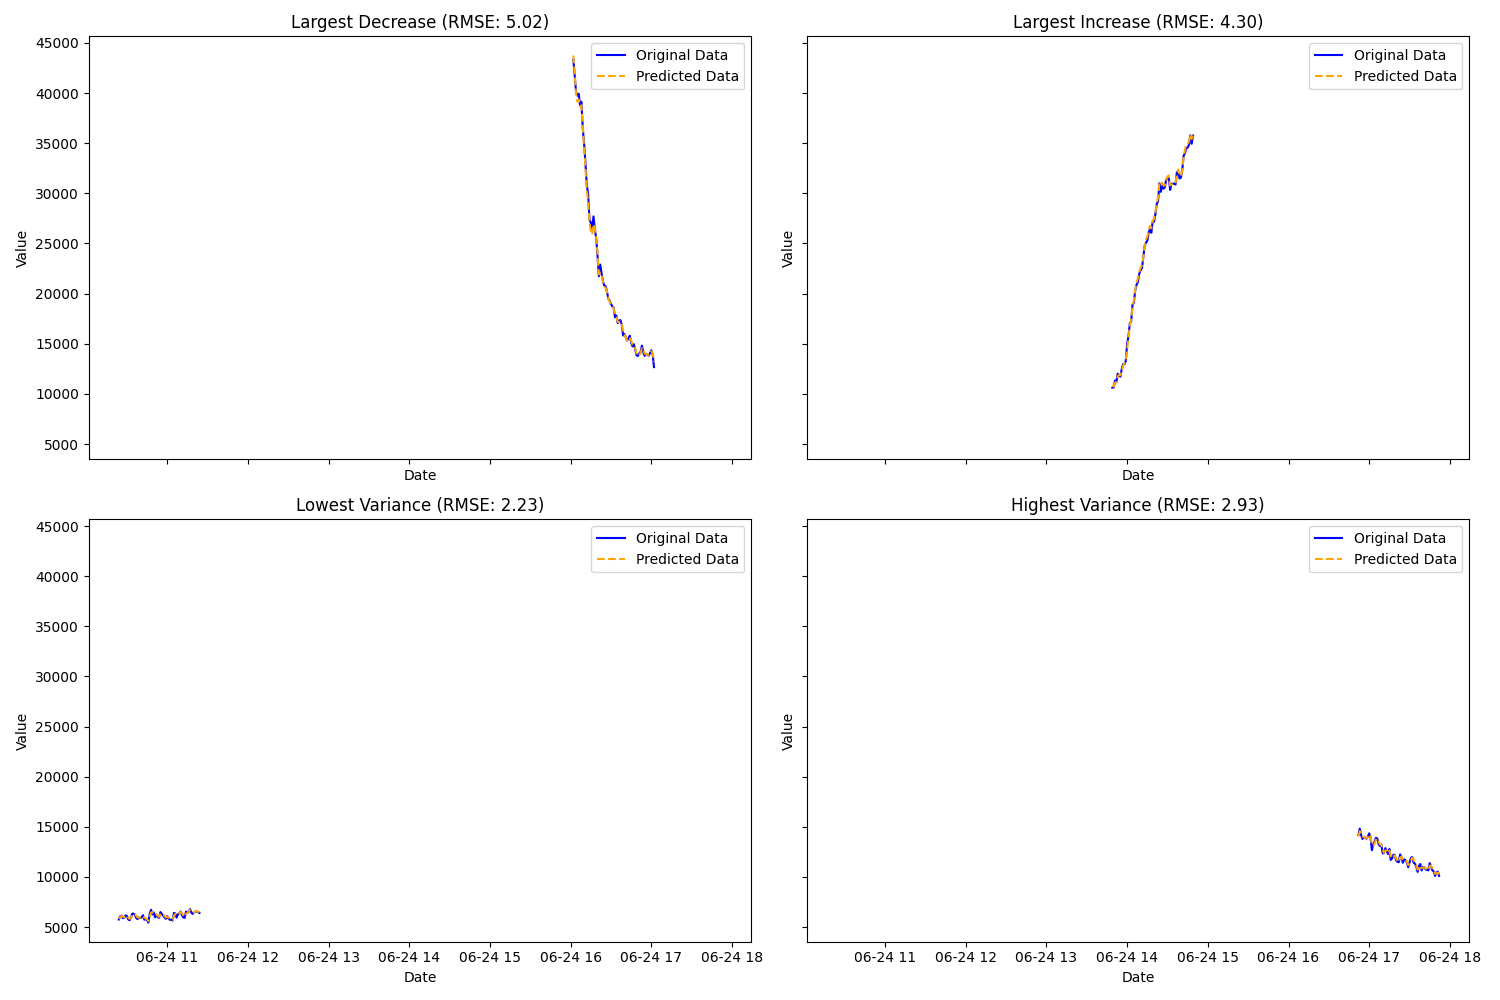 Largest Decrease (RMSE: 5.02)
Original Data
Predicted Data
45000
40000
35000
30000
25000
20000
15000
10000
5000
Value
Date
Largest Increase (RMSE: 4.30)
Original Data
Predicted Data
Value
Date
Lowest Variance (RMSE: 2.23)
Original Data
Predicted Data
45000
40000
35000
30000
25000
20000
15000
10000
5000
Value
06-24 11 06-24 12 06-24 13 06-24 14 06-24 15 06-24 16 06-24 17 06-24 18
Date
Highest Variance (RMSE: 2.93)
Original Data
Predicted Data
Value
06-24 11 06-24 12 06-24 13 06-24 14 06-24 15 06-24 16 06-24 17 06-24 18
Date